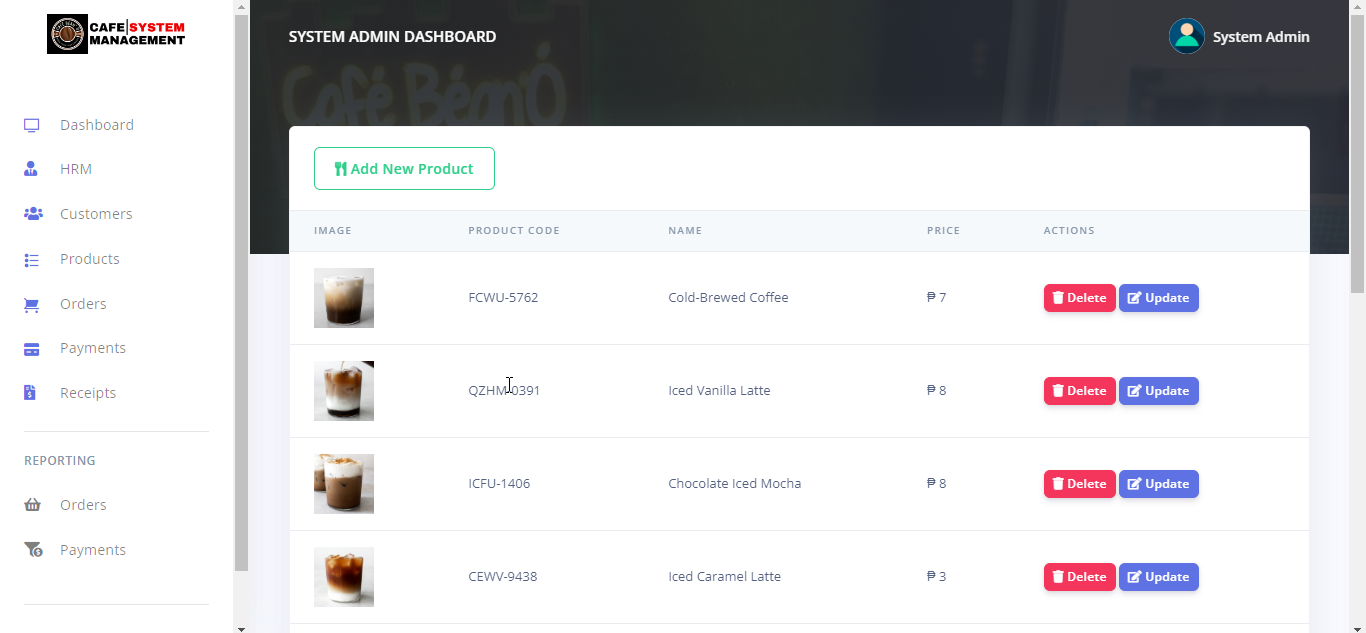 CAFE|SYSTEM
MANAGEMENT
SYSTEM ADMIN DASHBOARD
System Admin
Café Béanó
Dashboard
HRM
Customers
Products
Orders
Payments
Receipts
REPORTING
Orders
Payments
Add New Product
IMAGE PRODUCT CODE NAME PRICE ACTIONS
FCWU-5762 Cold-Brewed Coffee ₱ 7 Delete Update
QZHM-0391 Iced Vanilla Latte ₱ 8 Delete Update
ICFU-1406 Chocolate Iced Mocha ₱ 8 Delete Update
CEWV-9438 Iced Caramel Latte ₱ 3 Delete Update